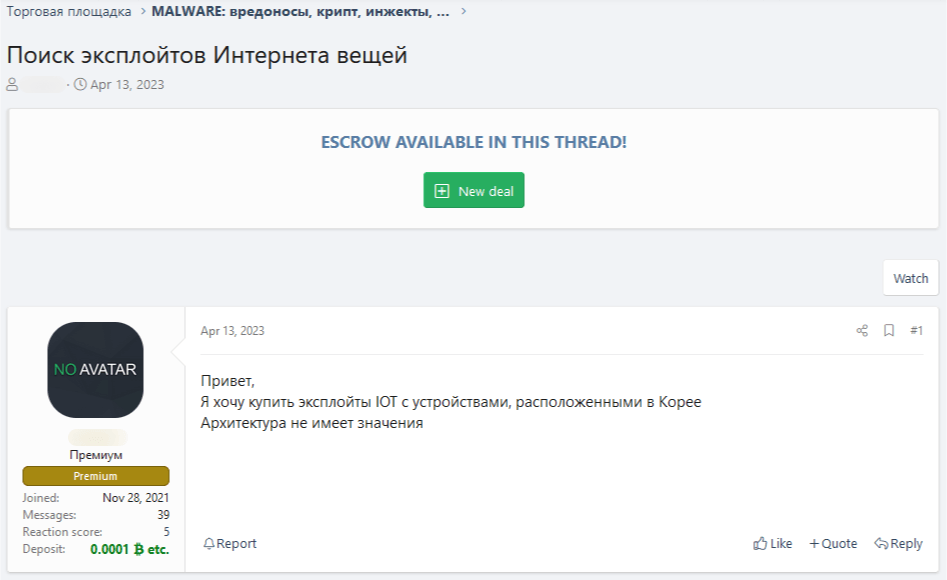 Торговая площадка > MALWARE: вредоносы, крипт, инжекты, ... >
Поиск эксплойтов Интернета вещей
· Apr 13, 2023
ESCROW AVAILABLE IN THIS THREAD!
New deal
Watch
NO AVATAR
Премиум
Premium
Joined: Nov 28, 2021
Messages: 39
Reaction score: 5
Deposit: 0.0001 ₿ etc.
Apr 13, 2023
#1
Привет,
Я хочу купить эксплойты IOT с устройствами, расположенными в Корее
Архитектура не имеет значения
Report
Like + Quote Reply